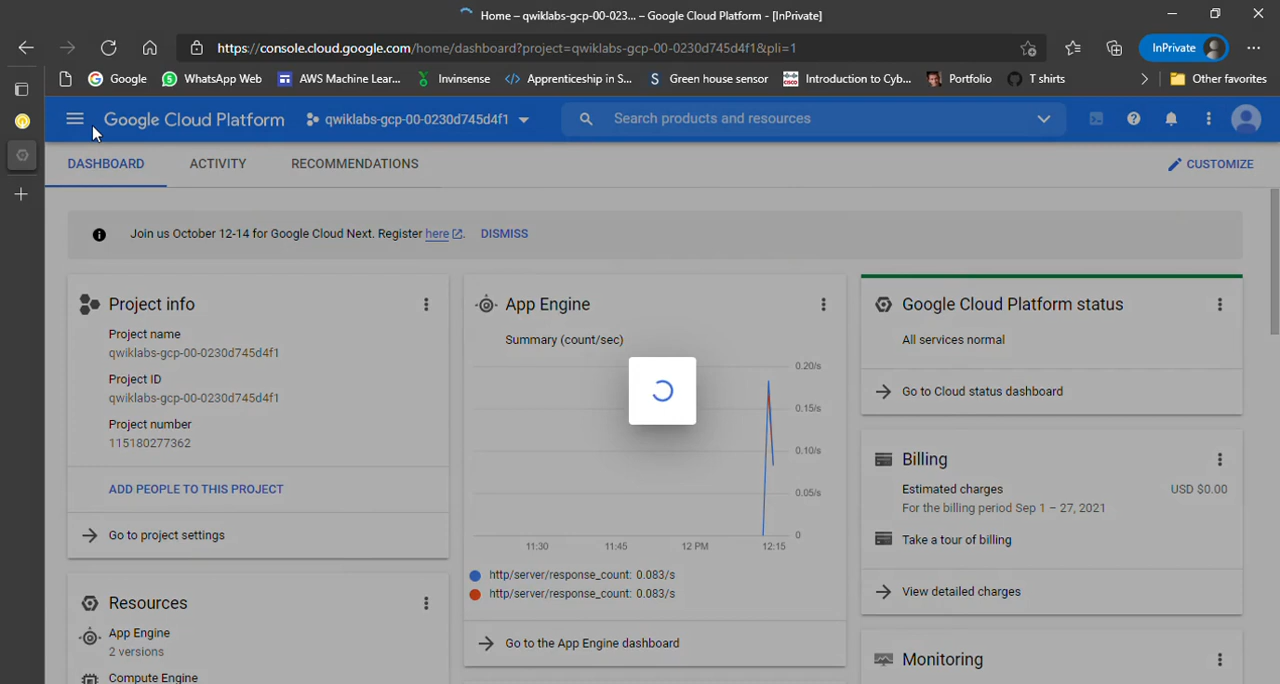 Home – qwiklabs-gcp-00-023... – Google Cloud Platform - [InPrivate]
https://console.cloud.google.com/home/dashboard?project=qwiklabs-gcp-00-0230d745d4f1&pli=1
InPrivate
Google
WhatsApp Web
AWS Machine Lear...
Invinsense
Apprenticeship in S...
Green house sensor
Introduction to Cyb...
Portfolio
T shirts
Other favorites
Google Cloud Platform
qwiklabs-gcp-00-0230d745d4f1
Search products and resources
DASHBOARD
ACTIVITY
RECOMMENDATIONS
CUSTOMIZE
Join us October 12-14 for Google Cloud Next. Register here. DISMISS
Project info
Project name
qwiklabs-gcp-00-0230d745d4f1
Project ID
qwiklabs-gcp-00-0230d745d4f1
Project number
115180277362
ADD PEOPLE TO THIS PROJECT
Go to project settings
Resources
App Engine
2 versions
Compute Engine
App Engine
Summary (count/sec)
0.20/s
0.15/s
0.10/s
0.05/s
0
11:30
11:45
12 PM
12:15
http/server/response_count: 0.083/s
http/server/response_count: 0.083/s
Go to the App Engine dashboard
Google Cloud Platform status
All services normal
Go to Cloud status dashboard
Billing
Estimated charges
USD $0.00
For the billing period Sep 1 – 27, 2021
Take a tour of billing
View detailed charges
Monitoring